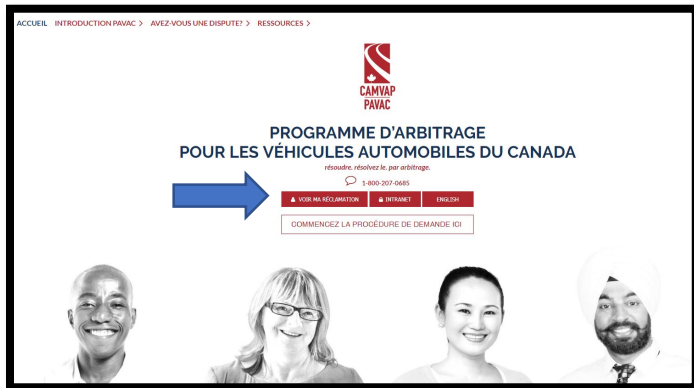 ACCUEIL INTRODUCTION PAVAC > AVEZ-VOUS UNE DISPUTE? > RESSOURCES >
CAMVAP
PAVAC
PROGRAMME D'ARBITRAGE
POUR LES VÉHICULES AUTOMOBILES DU CANADA
résoudre, résolvez le, par arbitrage.
1-800-207-0685
VOIR MA RÉCLAMATION INTRANET ENGLISH
COMMENCEZ LA PROCÉDURE DE DEMANDE ICI